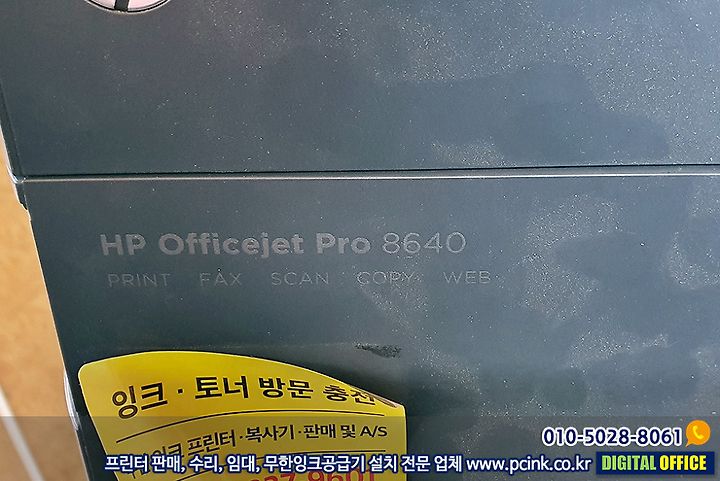 HP Officejet Pro 8640
PRINT FAX SCAN COPY WEB
잉크 · 토너 방문 충전
프린터 · 복사기 · 판매 및 A/S
010-5028-8061
프린터 판매, 수리, 임대, 무한잉크공급기 설치 전문 업체 www.pcink.co.kr DIGITAL OFFICE